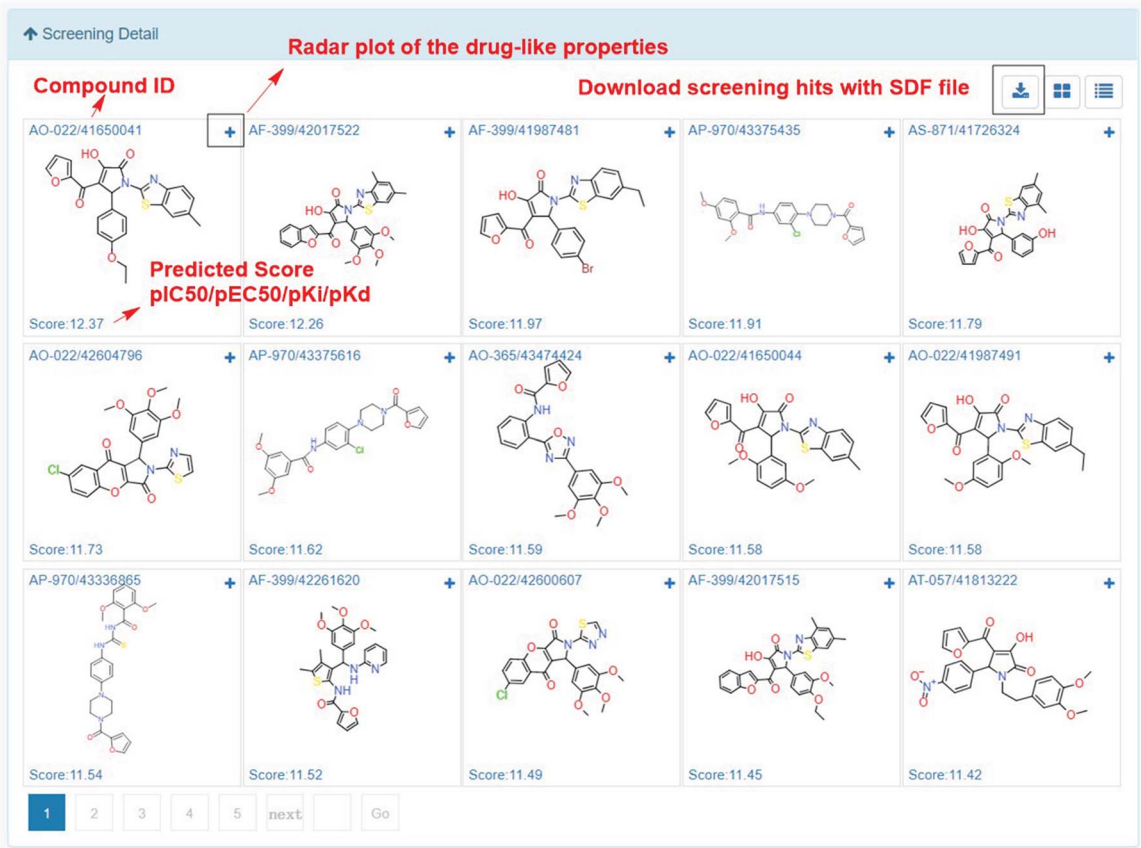 Screening Detail
Radar plot of the drug-like properties
Compound ID
Download screening hits with SDF file
AO-022/41650041
AF-399/42017522
AF-399/41987481
AP-970/43375435
AS-871/41726324
Predicted Score
pIC50/pEC50/pKi/pKd
Score:12.37
Score:12.26
Score:11.97
Score:11.91
Score:11.79
AO-022/42604796
AP-970/43375616
AO-365/43474424
AO-022/41650044
AO-022/41987491
Score:11.73
Score:11.62
Score:11.59
Score:11.58
Score:11.58
AP-970/43336865
AF-399/42261620
AO-022/42600607
AF-399/42017515
AT-057/41813222
Score:11.54
Score:11.52
Score:11.49
Score:11.45
Score:11.42
1 2 3 4 5 next Go